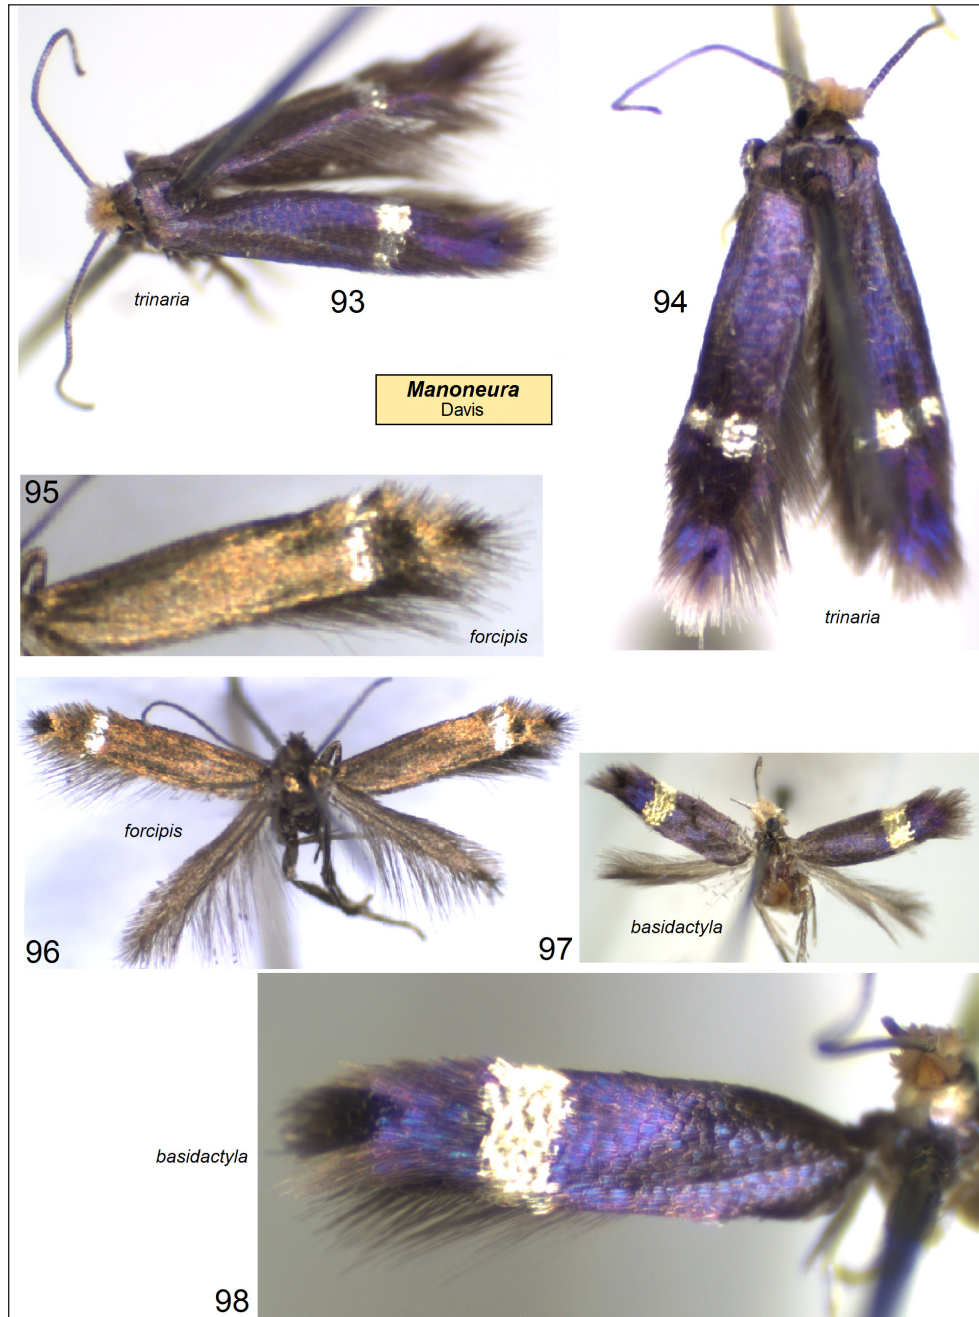 trinaria
93
94
Manoneura
Davis
95
forcipis
trinaria
forcipis
96
97
basidactyla
basidactyla
98